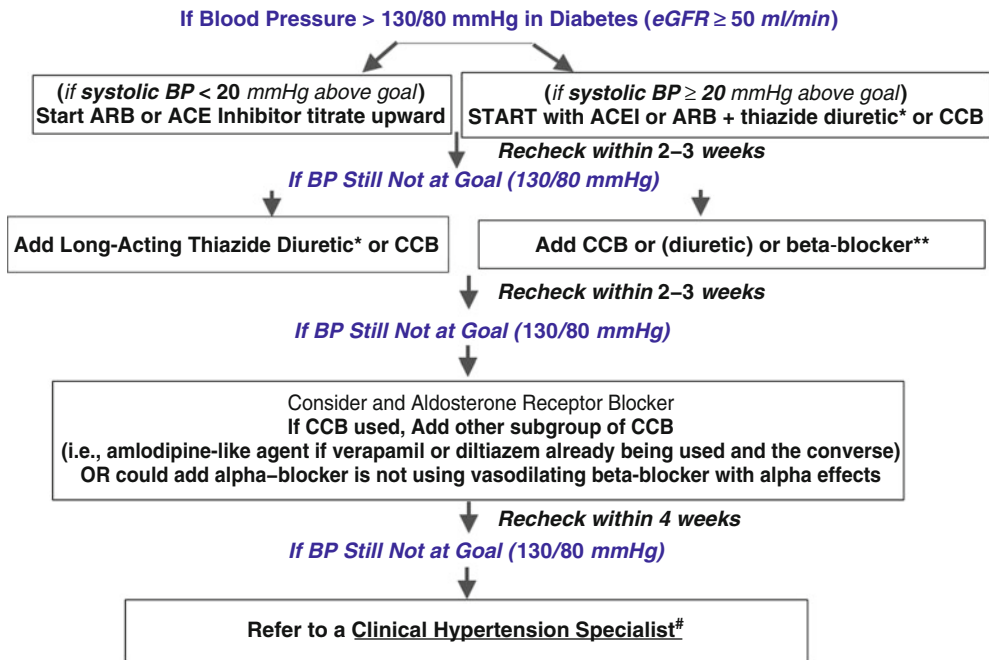 If Blood Pressure > 130/80 mmHg in Diabetes (eGFR ≥ 50 ml/min)
(if systolic BP < 20 mmHg above goal)
Start ARB or ACE Inhibitor titrate upward
(if systolic BP ≥ 20 mmHg above goal)
START with ACEI or ARB + thiazide diuretic* or CCB
Recheck within 2–3 weeks
If BP Still Not at Goal (130/80 mmHg)
Add Long-Acting Thiazide Diuretic* or CCB
Add CCB or (diuretic) or beta-blocker**
Recheck within 2–3 weeks
If BP Still Not at Goal (130/80 mmHg)
Consider and Aldosterone Receptor Blocker
If CCB used, Add other subgroup of CCB
(i.e., amlodipine-like agent if verapamil or diltiazem already being used and the converse)
OR could add alpha–blocker is not using vasodilating beta-blocker with alpha effects
Recheck within 4 weeks
If BP Still Not at Goal (130/80 mmHg)
Refer to a Clinical Hypertension Specialist#